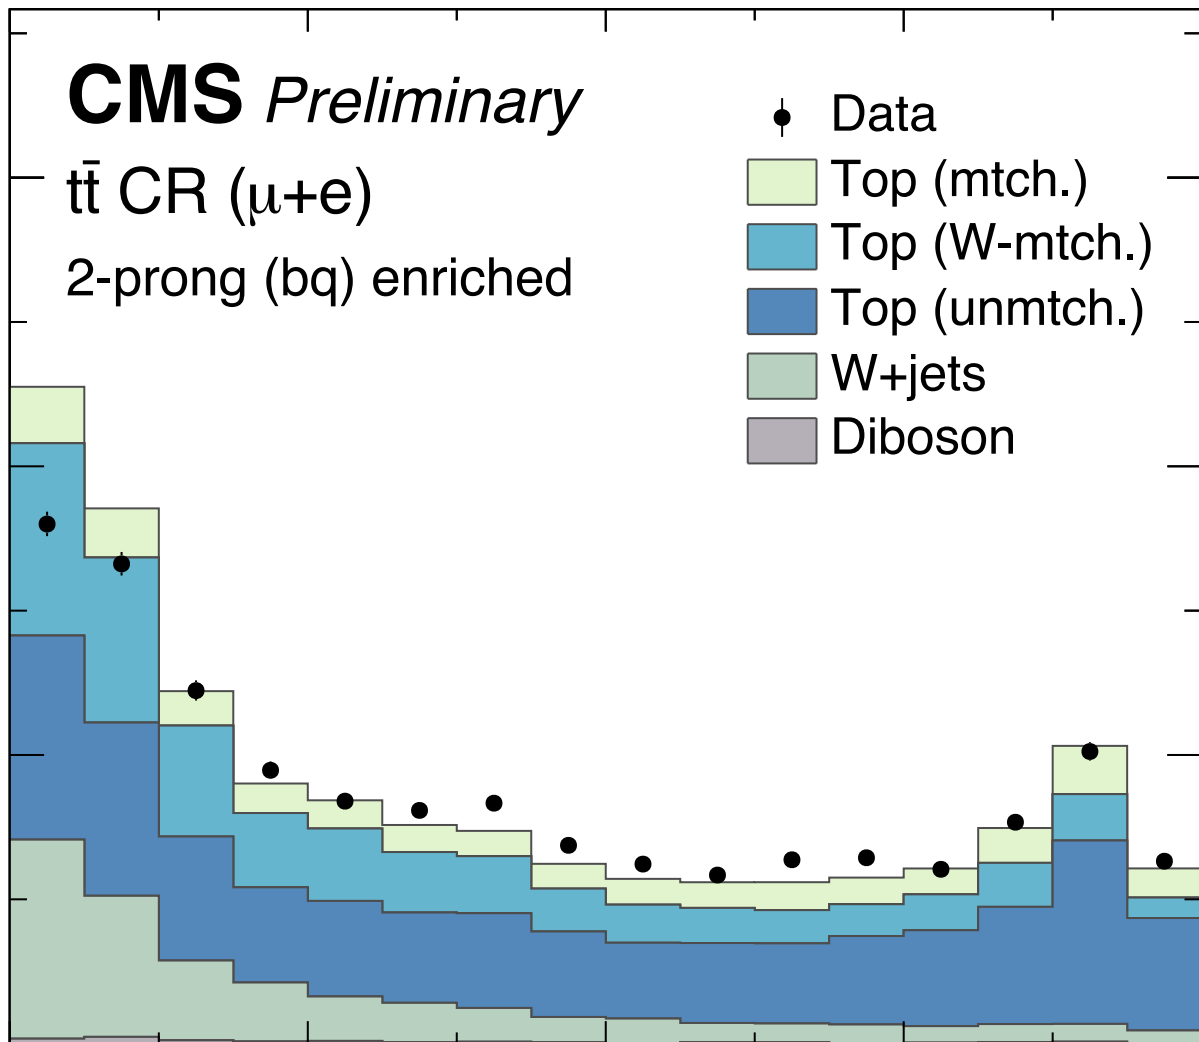 CMS Preliminary
tt̄ CR (μ+e)
2-prong (bq) enriched
Data
Top (mtch.)
Top (W-mtch.)
Top (unmtch.)
W+jets
Diboson